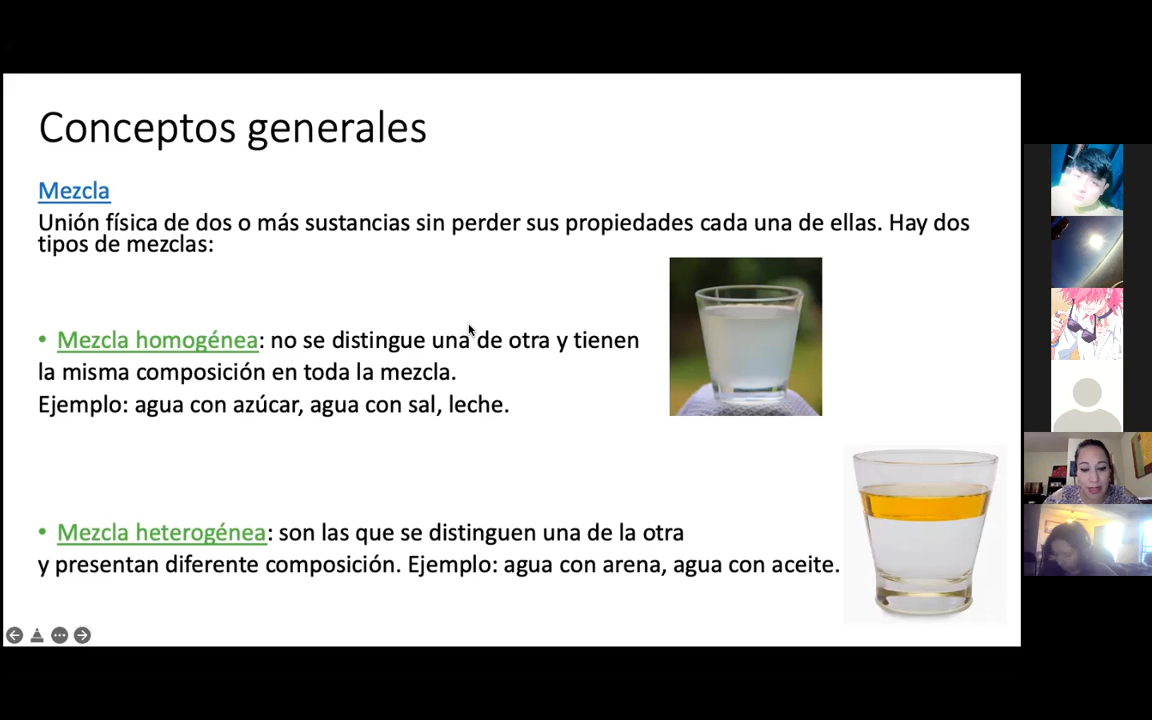 Conceptos generales
Mezcla
Unión física de dos o más sustancias sin perder sus propiedades cada una de ellas. Hay dos
tipos de mezclas:
• Mezcla homogénea: no se distingue una de otra y tienen
la misma composición en toda la mezcla.
Ejemplo: agua con azúcar, agua con sal, leche.
• Mezcla heterogénea: son las que se distinguen una de la otra
y presentan diferente composición. Ejemplo: agua con arena, agua con aceite.